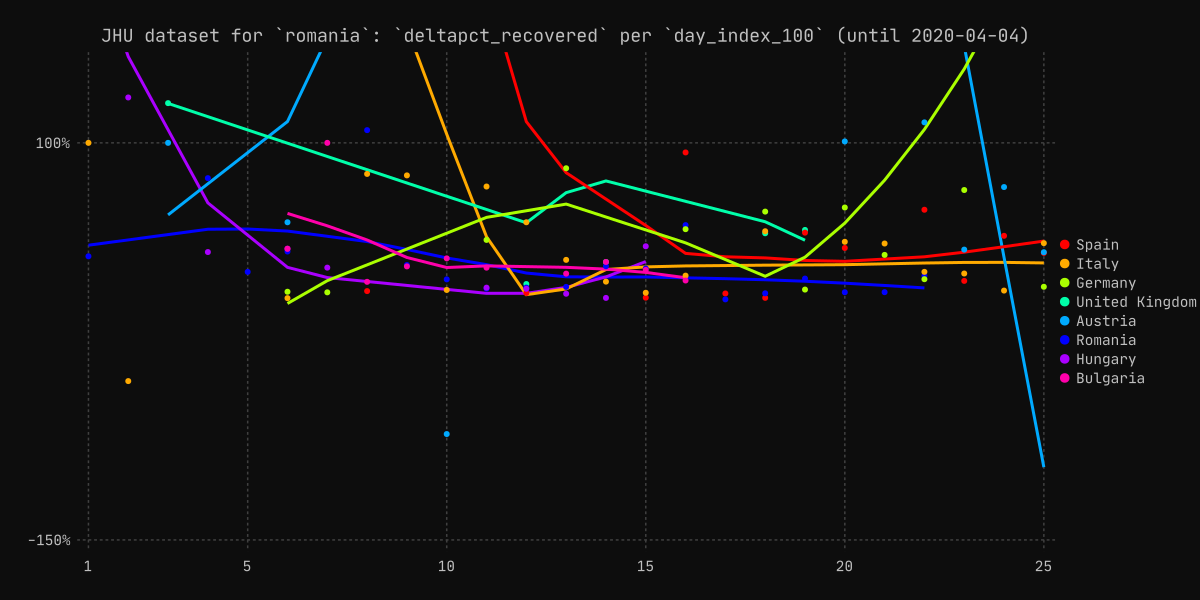 JHU dataset for `romania`: `deltapct_recovered` per `day_index_100` (until 2020-04-04)
100%
-150%
1 5 10 15 20 25
Spain
Italy
Germany
United Kingdom
Austria
Romania
Hungary
Bulgaria